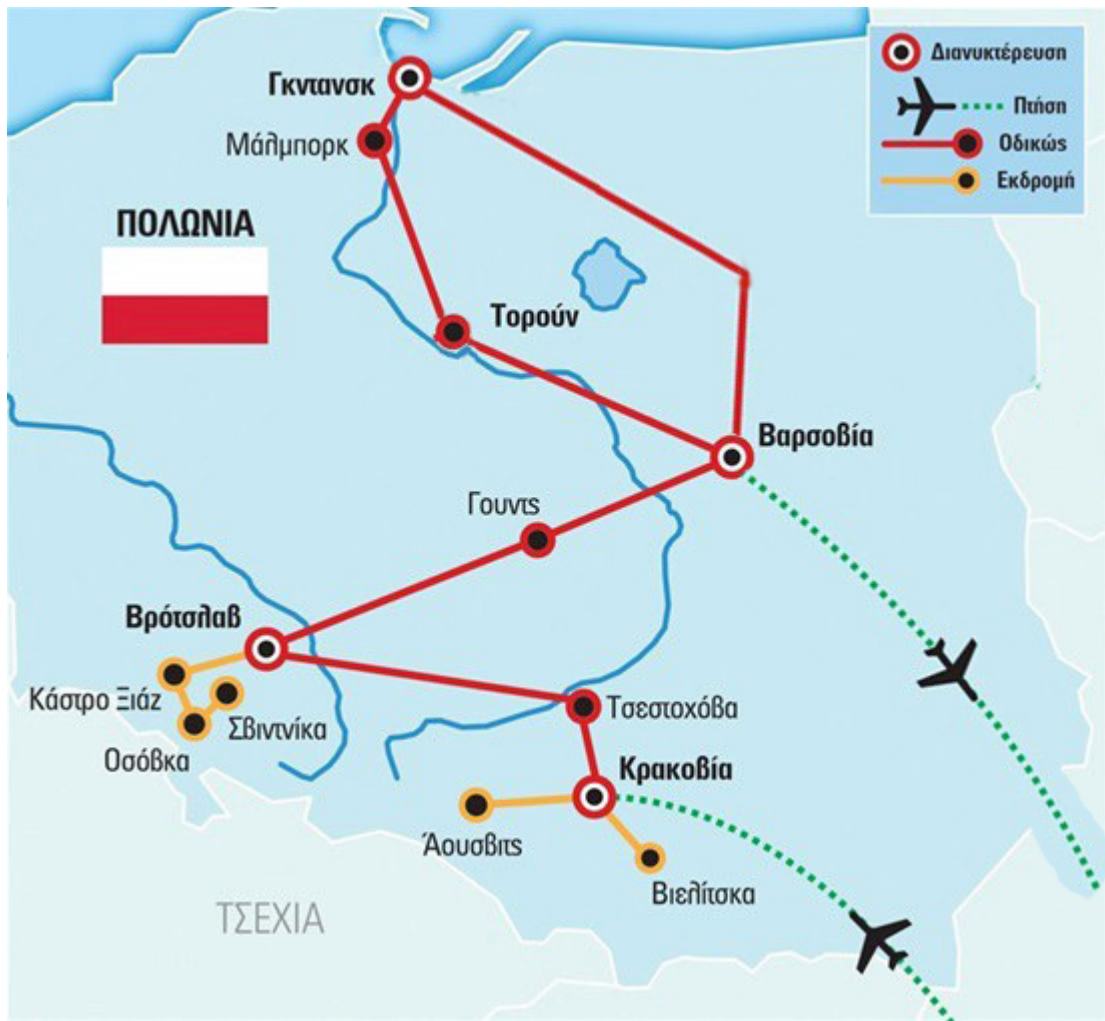 Γκντανσκ
Διανυκτέρευση
Πτήση
Μάλμπορκ
Οδικώς
Εκδρομή
ΠΟΛΩΝΙΑ
Τορούν
Βαρσοβία
Γουντς
Βρότσλαβ
Κάστρο Ξιάζ
Τσεστοχόβα
Σβιντνίκα
Οσόβκα
Κρακοβία
Άουσβιτς
Βιελίτσκα
ΤΣΕΧΙΑ